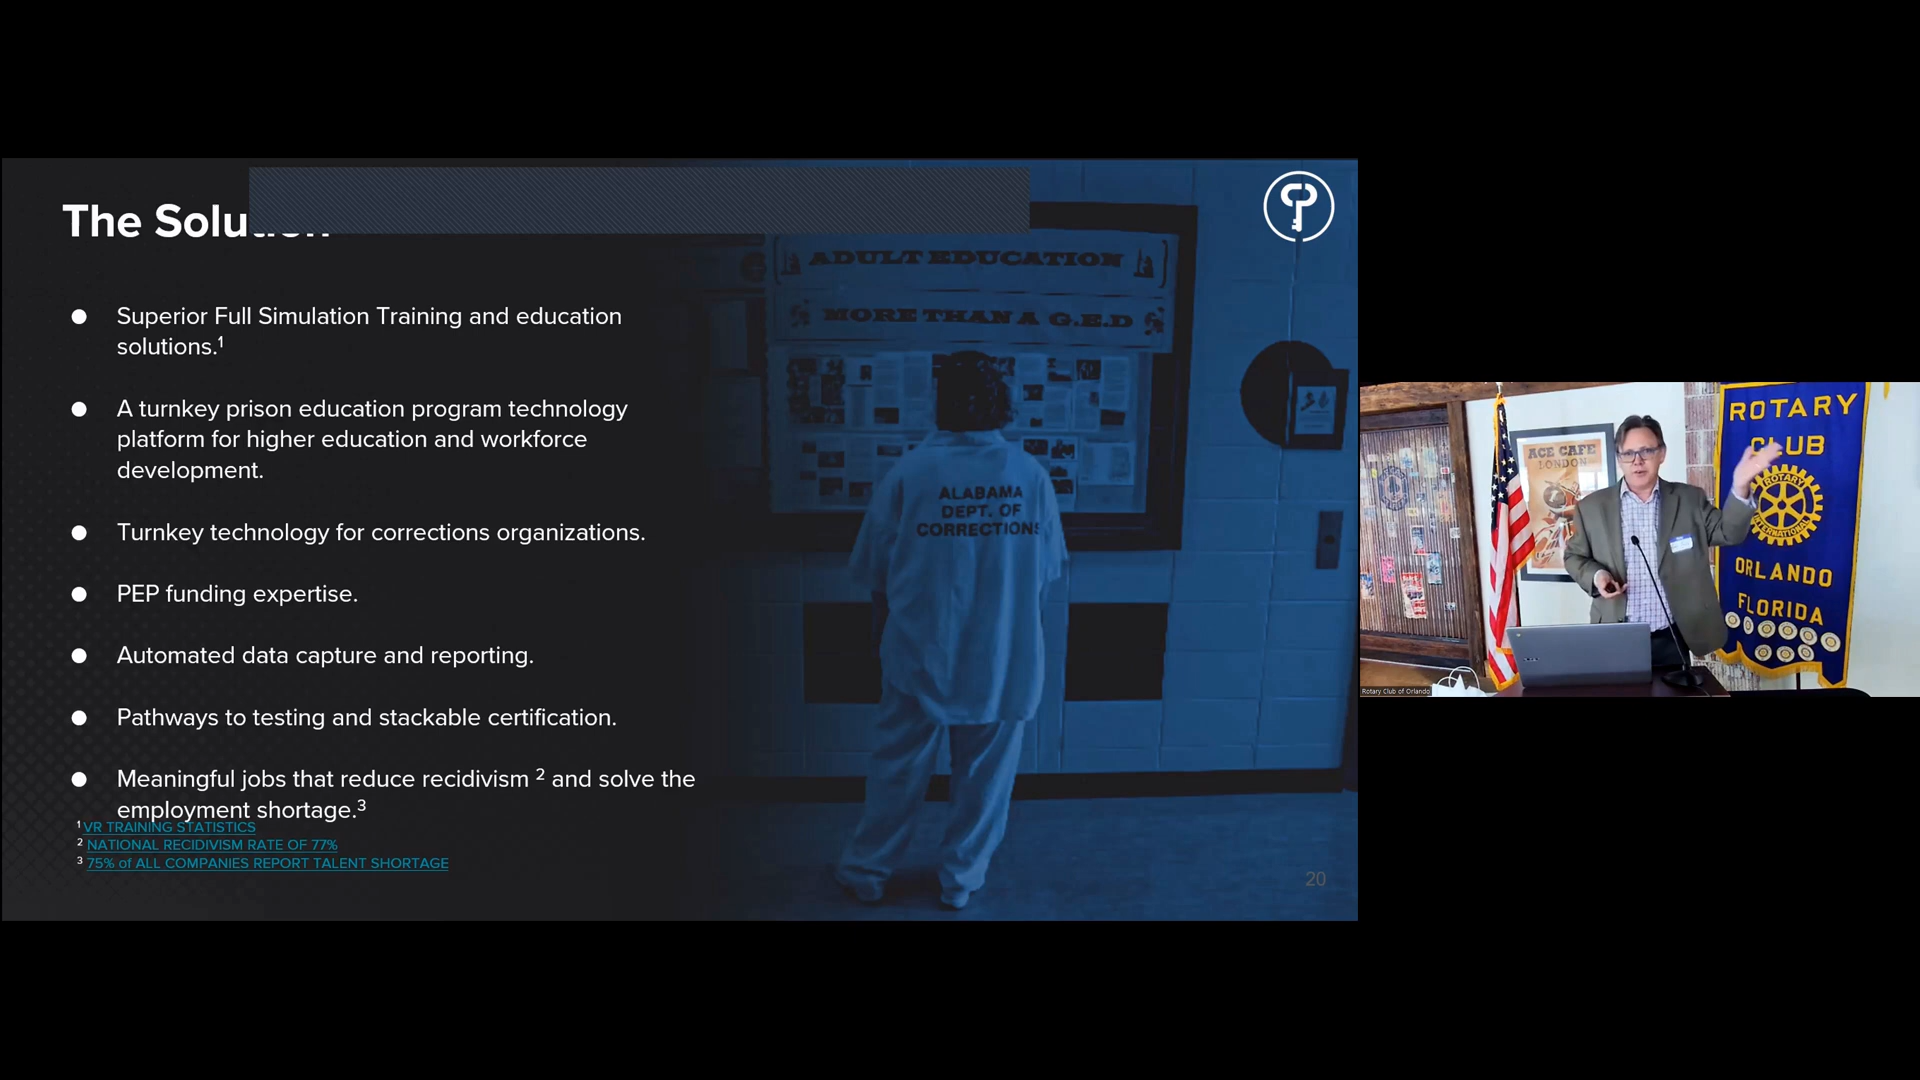 The Solution
Superior Full Simulation Training and education
solutions.¹
A turnkey prison education program technology
platform for higher education and workforce
development.
Turnkey technology for corrections organizations.
PEP funding expertise.
Automated data capture and reporting.
Pathways to testing and stackable certification.
Meaningful jobs that reduce recidivism ² and solve the
employment shortage.³
¹ VR TRAINING STATISTICS
² NATIONAL RECIDIVISM RATE OF 77%
³ 75% of ALL COMPANIES REPORT TALENT SHORTAGE
20
ADULT EDUCATION
MORE THAN A G.E.D
ALABAMA
DEPT. OF
CORRECTIONS
ACE CAFE
LONDON
ROTARY
CLUB
ROTARY
INTERNATIONAL
ORLANDO
FLORIDA
Rotary Club of Orlando